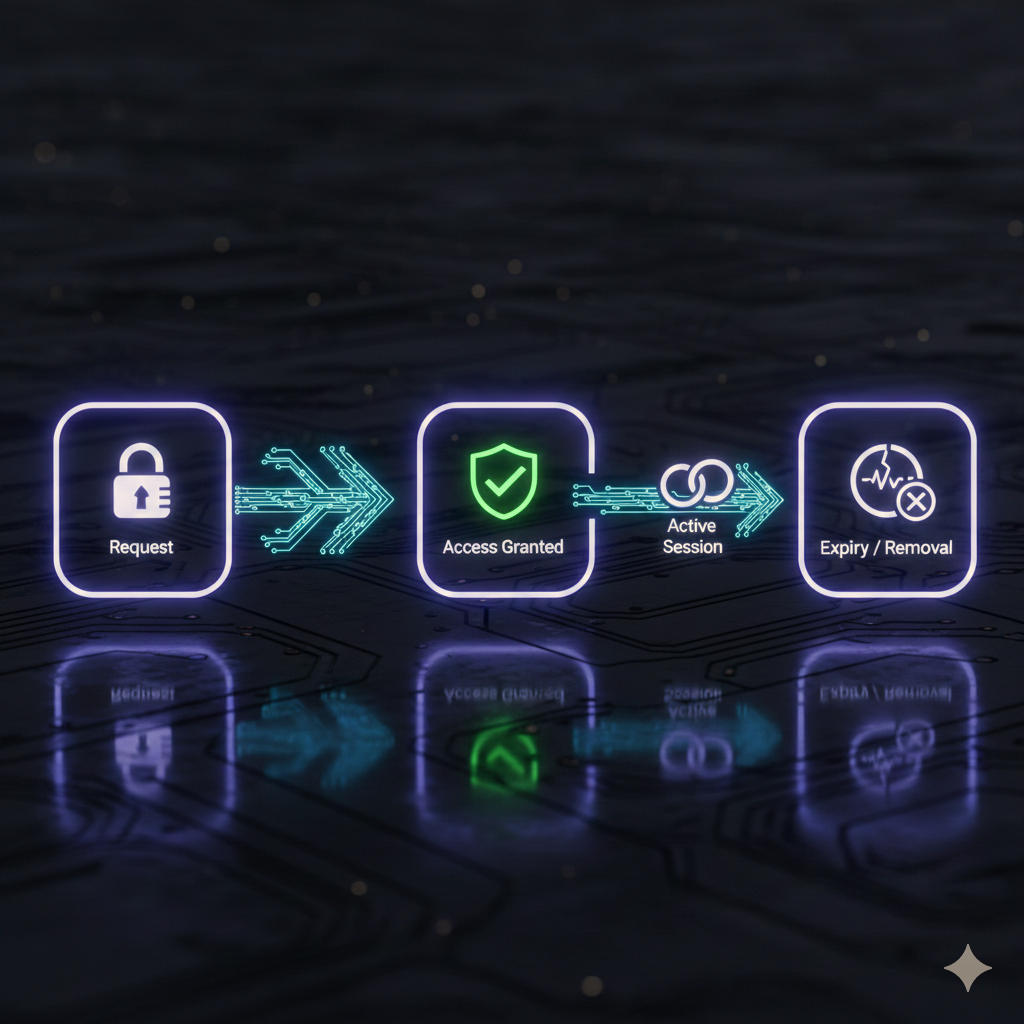 Request
Access Granted
Active
Session
Expiry / Removal